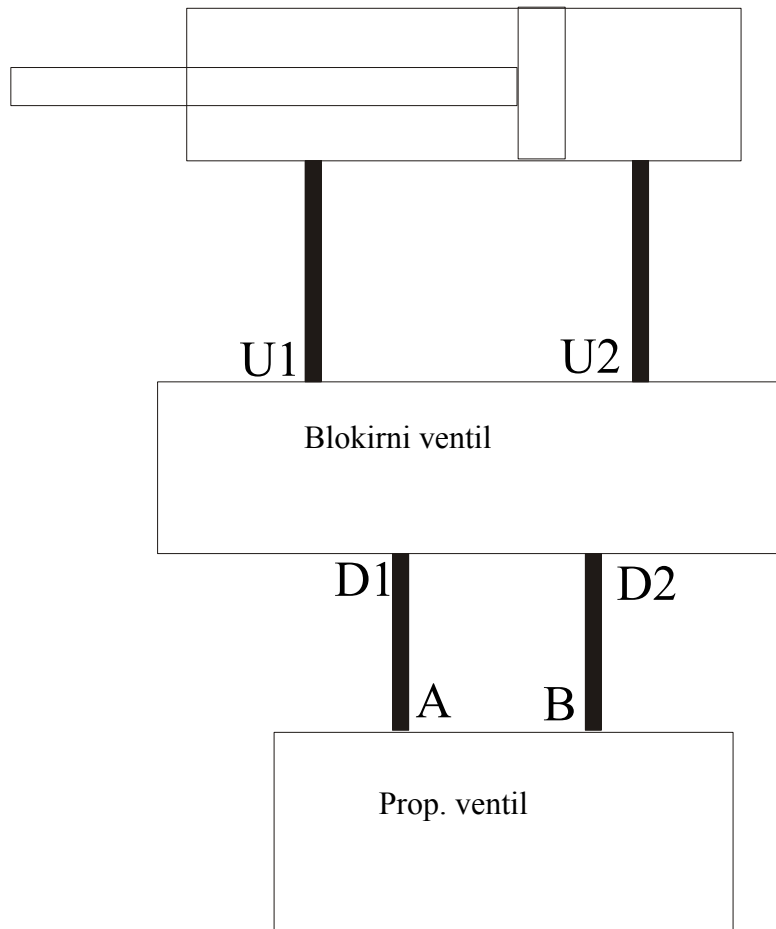 U1 U2
Blokirni ventil
D1 D2
A B
Prop. ventil